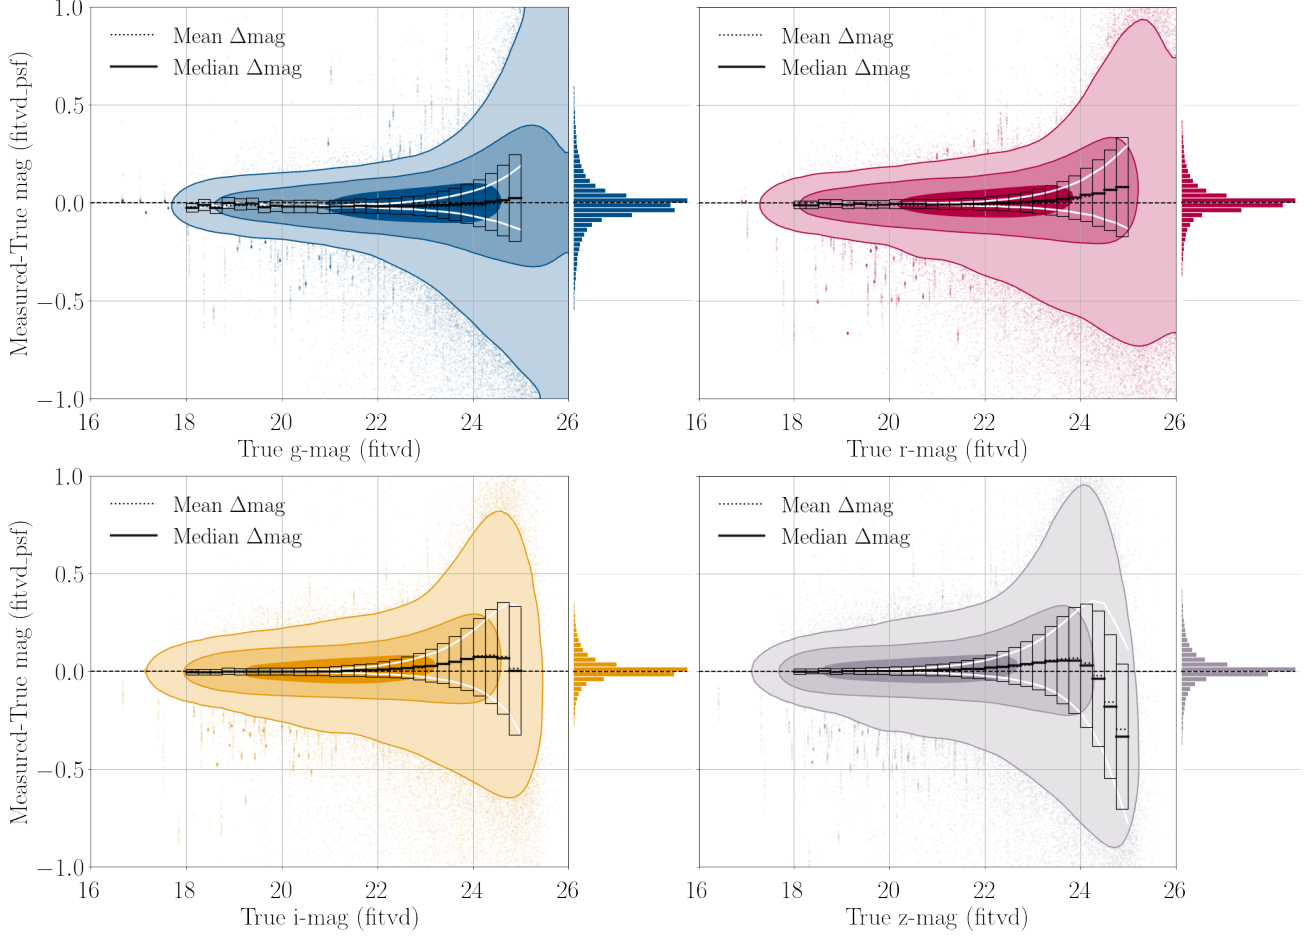 1.0
0.5
0.0
−0.5
−1.0
Measured-True mag (fitvd_psf)
Mean Δmag
Median Δmag
16 18 20 22 24 26
True g-mag (fitvd)
Mean Δmag
Median Δmag
16 18 20 22 24 26
True r-mag (fitvd)
1.0
0.5
0.0
−0.5
−1.0
Measured-True mag (fitvd_psf)
Mean Δmag
Median Δmag
16 18 20 22 24 26
True i-mag (fitvd)
Mean Δmag
Median Δmag
16 18 20 22 24 26
True z-mag (fitvd)